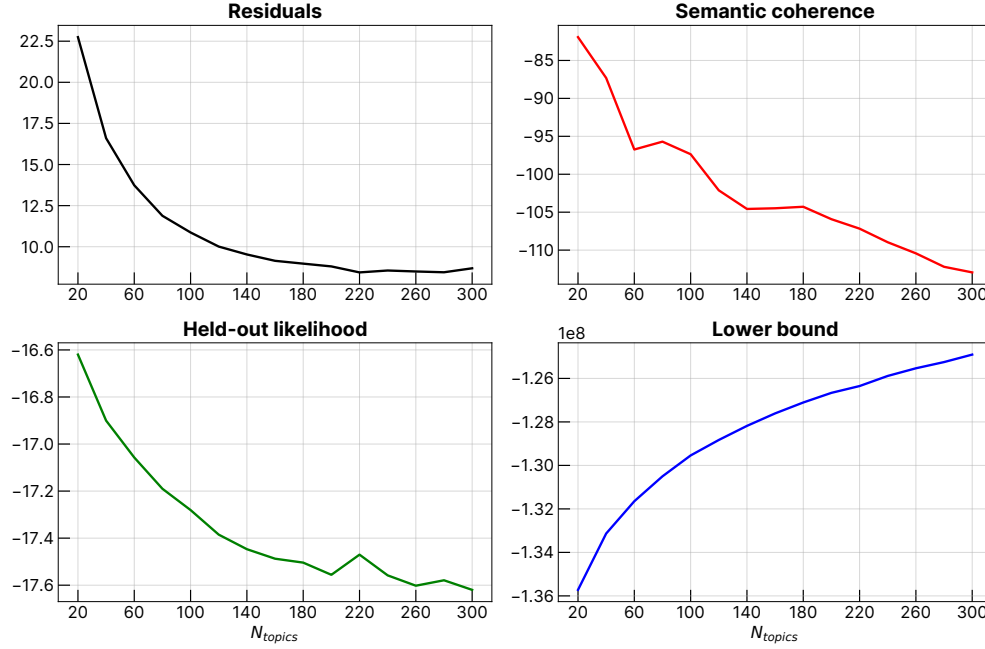 Residuals
22.5
20.0
17.5
15.0
12.5
10.0
20 60 100 140 180 220 260 300
Semantic coherence
−85
−90
−95
−100
−105
−110
20 60 100 140 180 220 260 300
Held-out likelihood
−16.6
−16.8
−17.0
−17.2
−17.4
−17.6
20 60 100 140 180 220 260 300
N_topics
Lower bound
1e8
−1.26
−1.28
−1.30
−1.32
−1.34
−1.36
20 60 100 140 180 220 260 300
N_topics